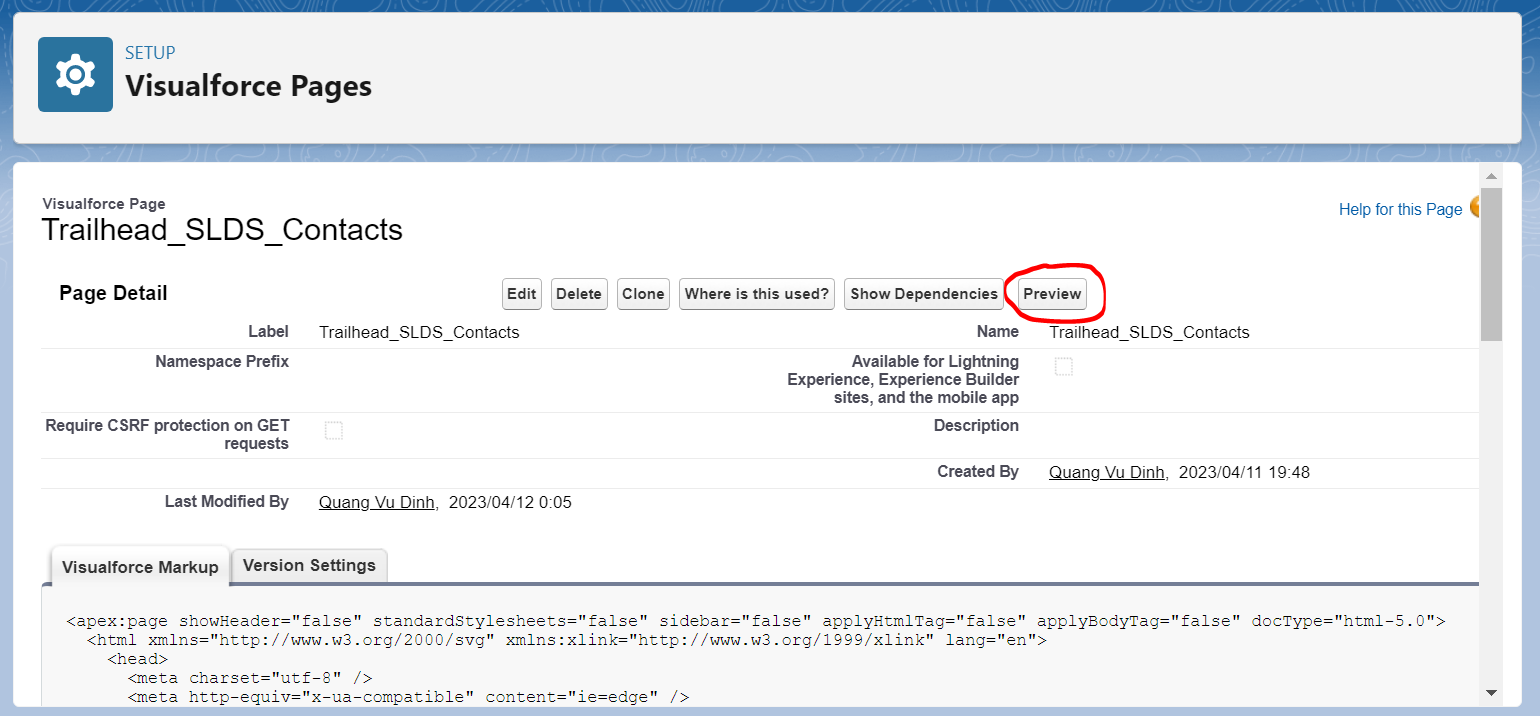 SETUP
Visualforce Pages
Visualforce Page
Trailhead_SLDS_Contacts
Help for this Page
Page Detail
Edit Delete Clone Where is this used? Show Dependencies Preview
Label Trailhead_SLDS_Contacts Name Trailhead_SLDS_Contacts
Namespace Prefix Available for Lightning
Experience, Experience Builder
sites, and the mobile app
Require CSRF protection on GET Description
requests
Created By Quang Vu Dinh, 2023/04/11 19:48
Last Modified By Quang Vu Dinh, 2023/04/12 0:05
Visualforce Markup Version Settings
<apex:page showHeader="false" standardStylesheets="false" sidebar="false" applyHtmlTag="false" applyBodyTag="false" docType="html-5.0">
<html xmlns="http://www.w3.org/2000/svg" xmlns:xlink="http://www.w3.org/1999/xlink" lang="en">
<head>
<meta charset="utf-8" />
<meta http-equiv="x-ua-compatible" content="ie=edge" />